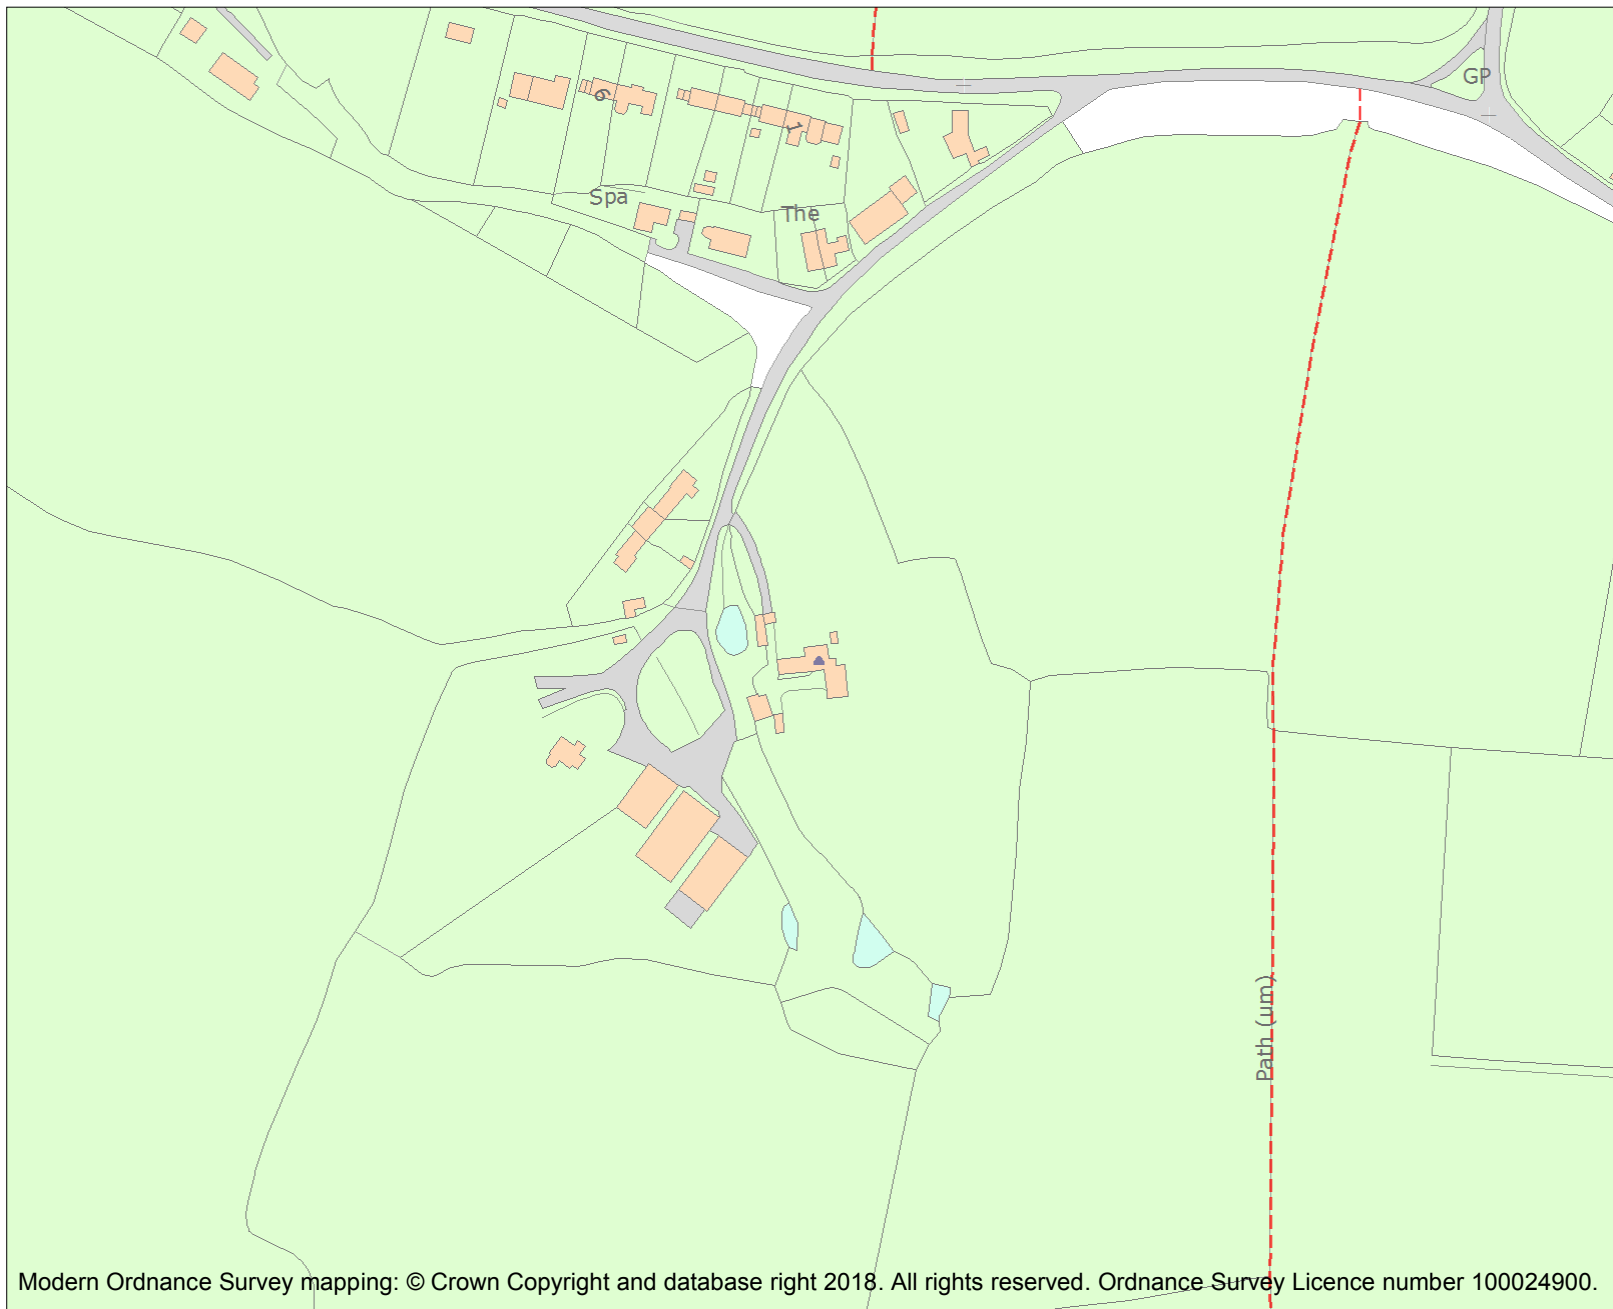 GP
6
1
Spa
The
Path (um)
Modern Ordnance Survey mapping: © Crown Copyright and database right 2018. All rights reserved. Ordnance Survey Licence number 100024900.